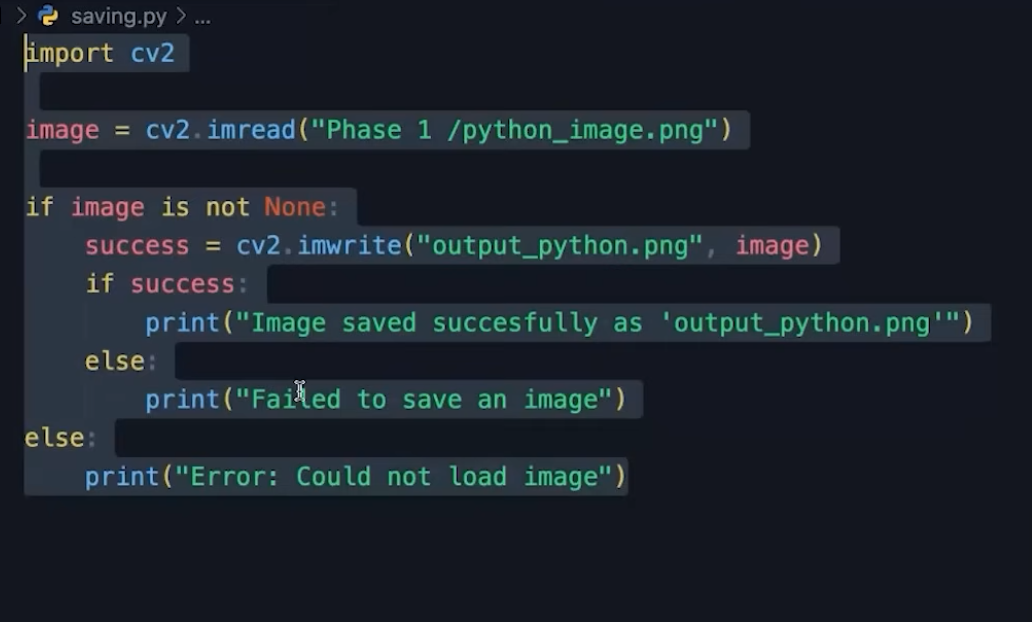 saving.py > ...
import cv2
image = cv2.imread("Phase 1 /python_image.png")
if image is not None:
    success = cv2.imwrite("output_python.png", image)
    if success:
        print("Image saved succesfully as 'output_python.png'")
    else:
        print("Failed to save an image")
else:
    print("Error: Could not load image")